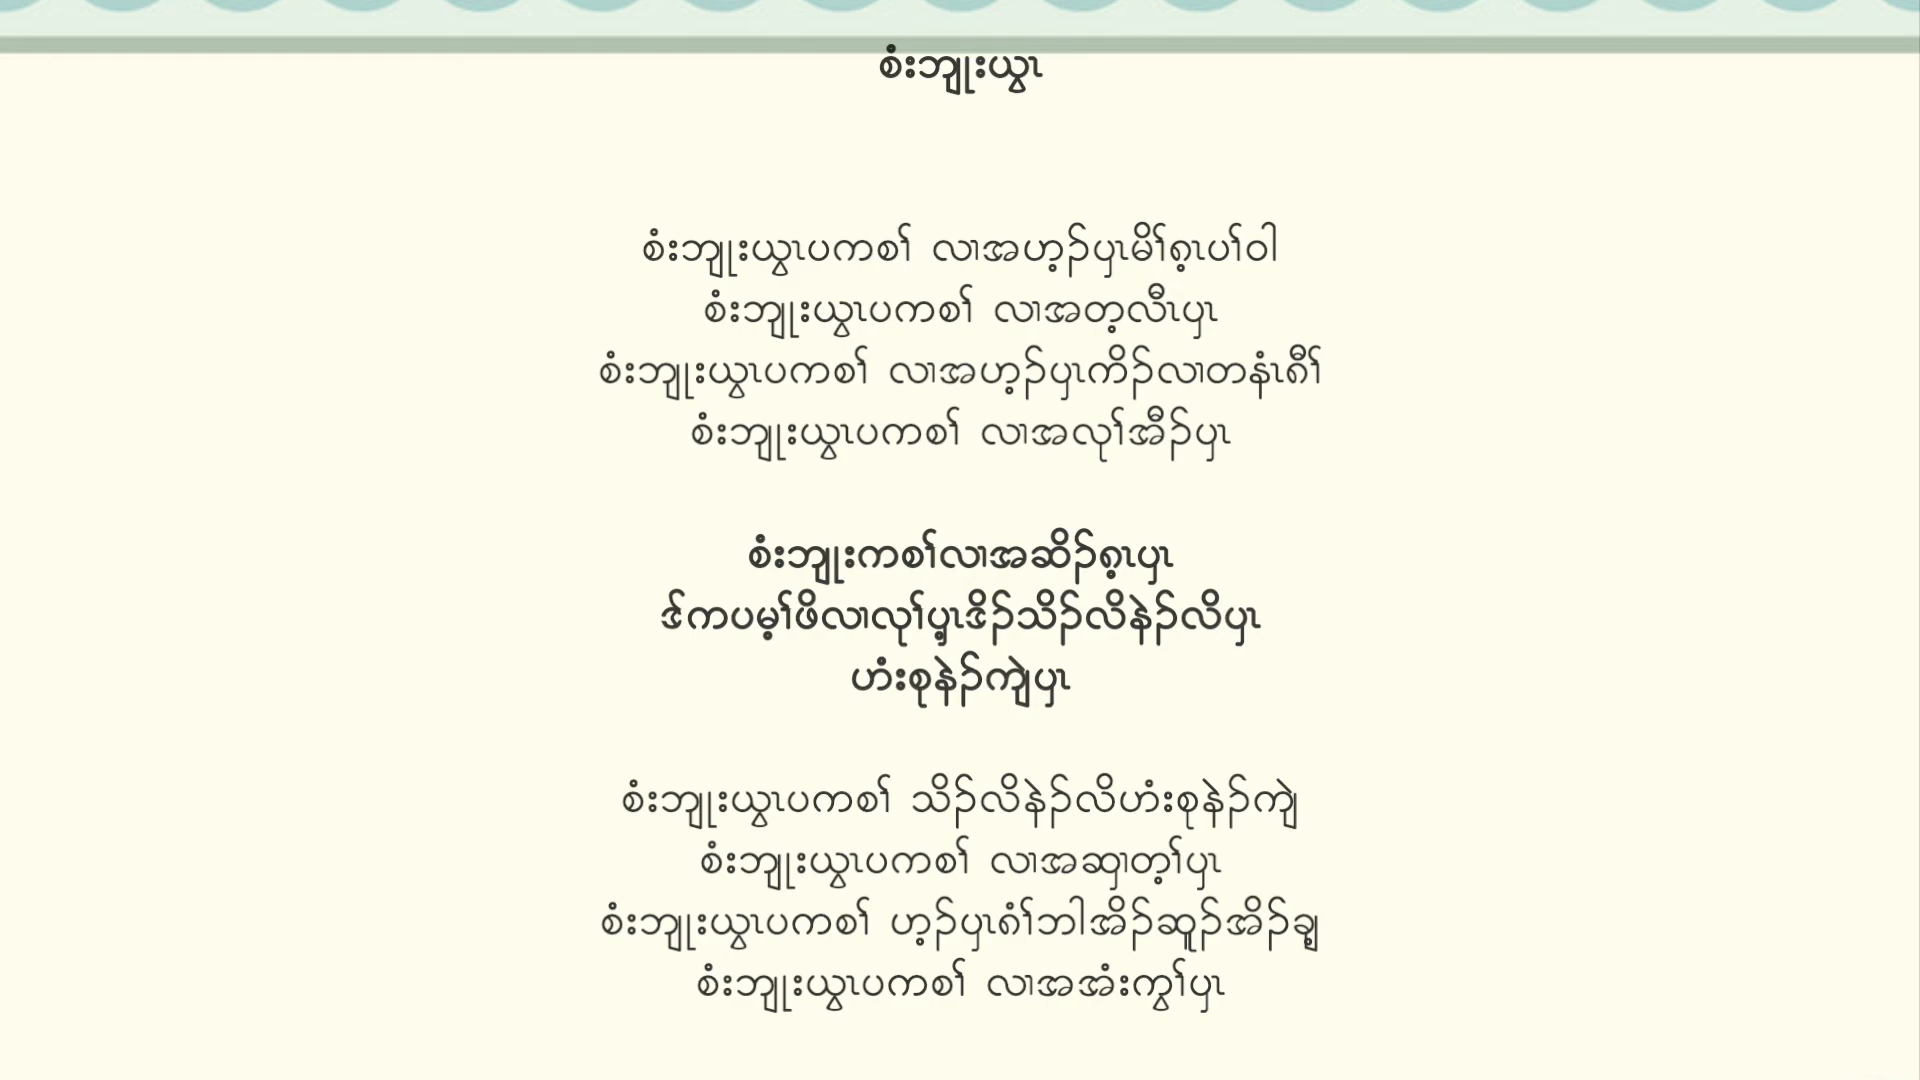 စံးဘျုးယွၤ
စံးဘျုးယွၤပကစၢ် လၢအဟ့ၣ်ပှၤမိၢ်၈့ၤပၢ်ဝါ
စံးဘျုးယွၤပကစၢ် လၢအတ့လီၤပှၤ
စံးဘျုးယွၤပကစၢ် လၢအဟ့ၣ်ပှၤကိၣ်လၢတနံၤဂီၢ်
စံးဘျုးယွၤပကစၢ် လၢအလုၢ်အီၣ်ပှၤ
စံးဘျုးကစၢ်လၢအဆိၣ်၈့ၤပှၤ
ဒ်ကပမ့ၢ်ဖိလၢလုၢ်ပှ့ၤဒိၣ်သိၣ်လိနဲၣ်လိပှၤ
ဟံးစုနဲၣ်ကျဲပှၤ
စံးဘျုးယွၤပကစၢ် သိၣ်လိနဲၣ်လိဟံးစုနဲၣ်ကျဲ
စံးဘျုးယွၤပကစၢ် လၢအဆှၢတ့ၢ်ပှၤ
စံးဘျုးယွၤပကစၢ် ဟ့ၣ်ပှၤဂံၢ်ဘါအိၣ်ဆူၣ်အိၣ်ချ့
စံးဘျုးယွၤပကစၢ် လၢအအံးကွၢ်ပှၤ